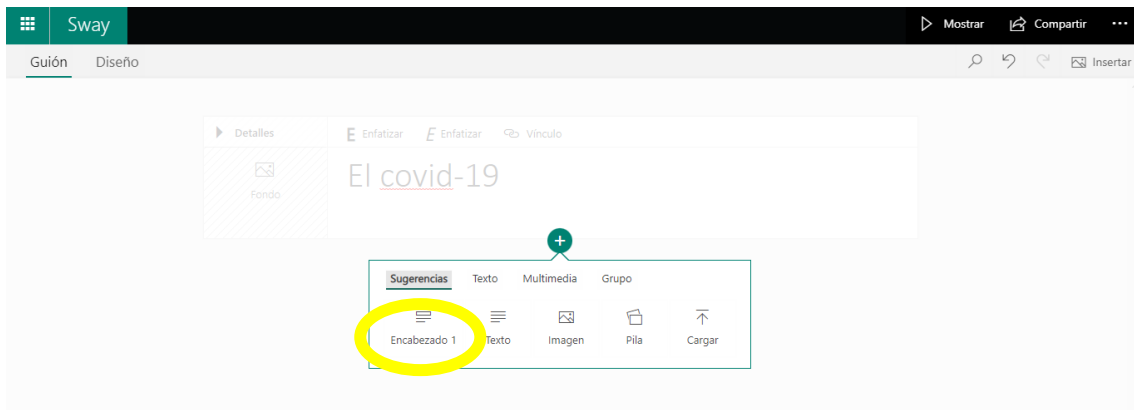 Sway Mostrar Compartir ...
Guión Diseño Insertar
Detalles E Enfatizar E Enfatizar Vínculo
Fondo
El covid-19
Sugerencias Texto Multimedia Grupo
Encabezado 1 Texto Imagen Pila Cargar